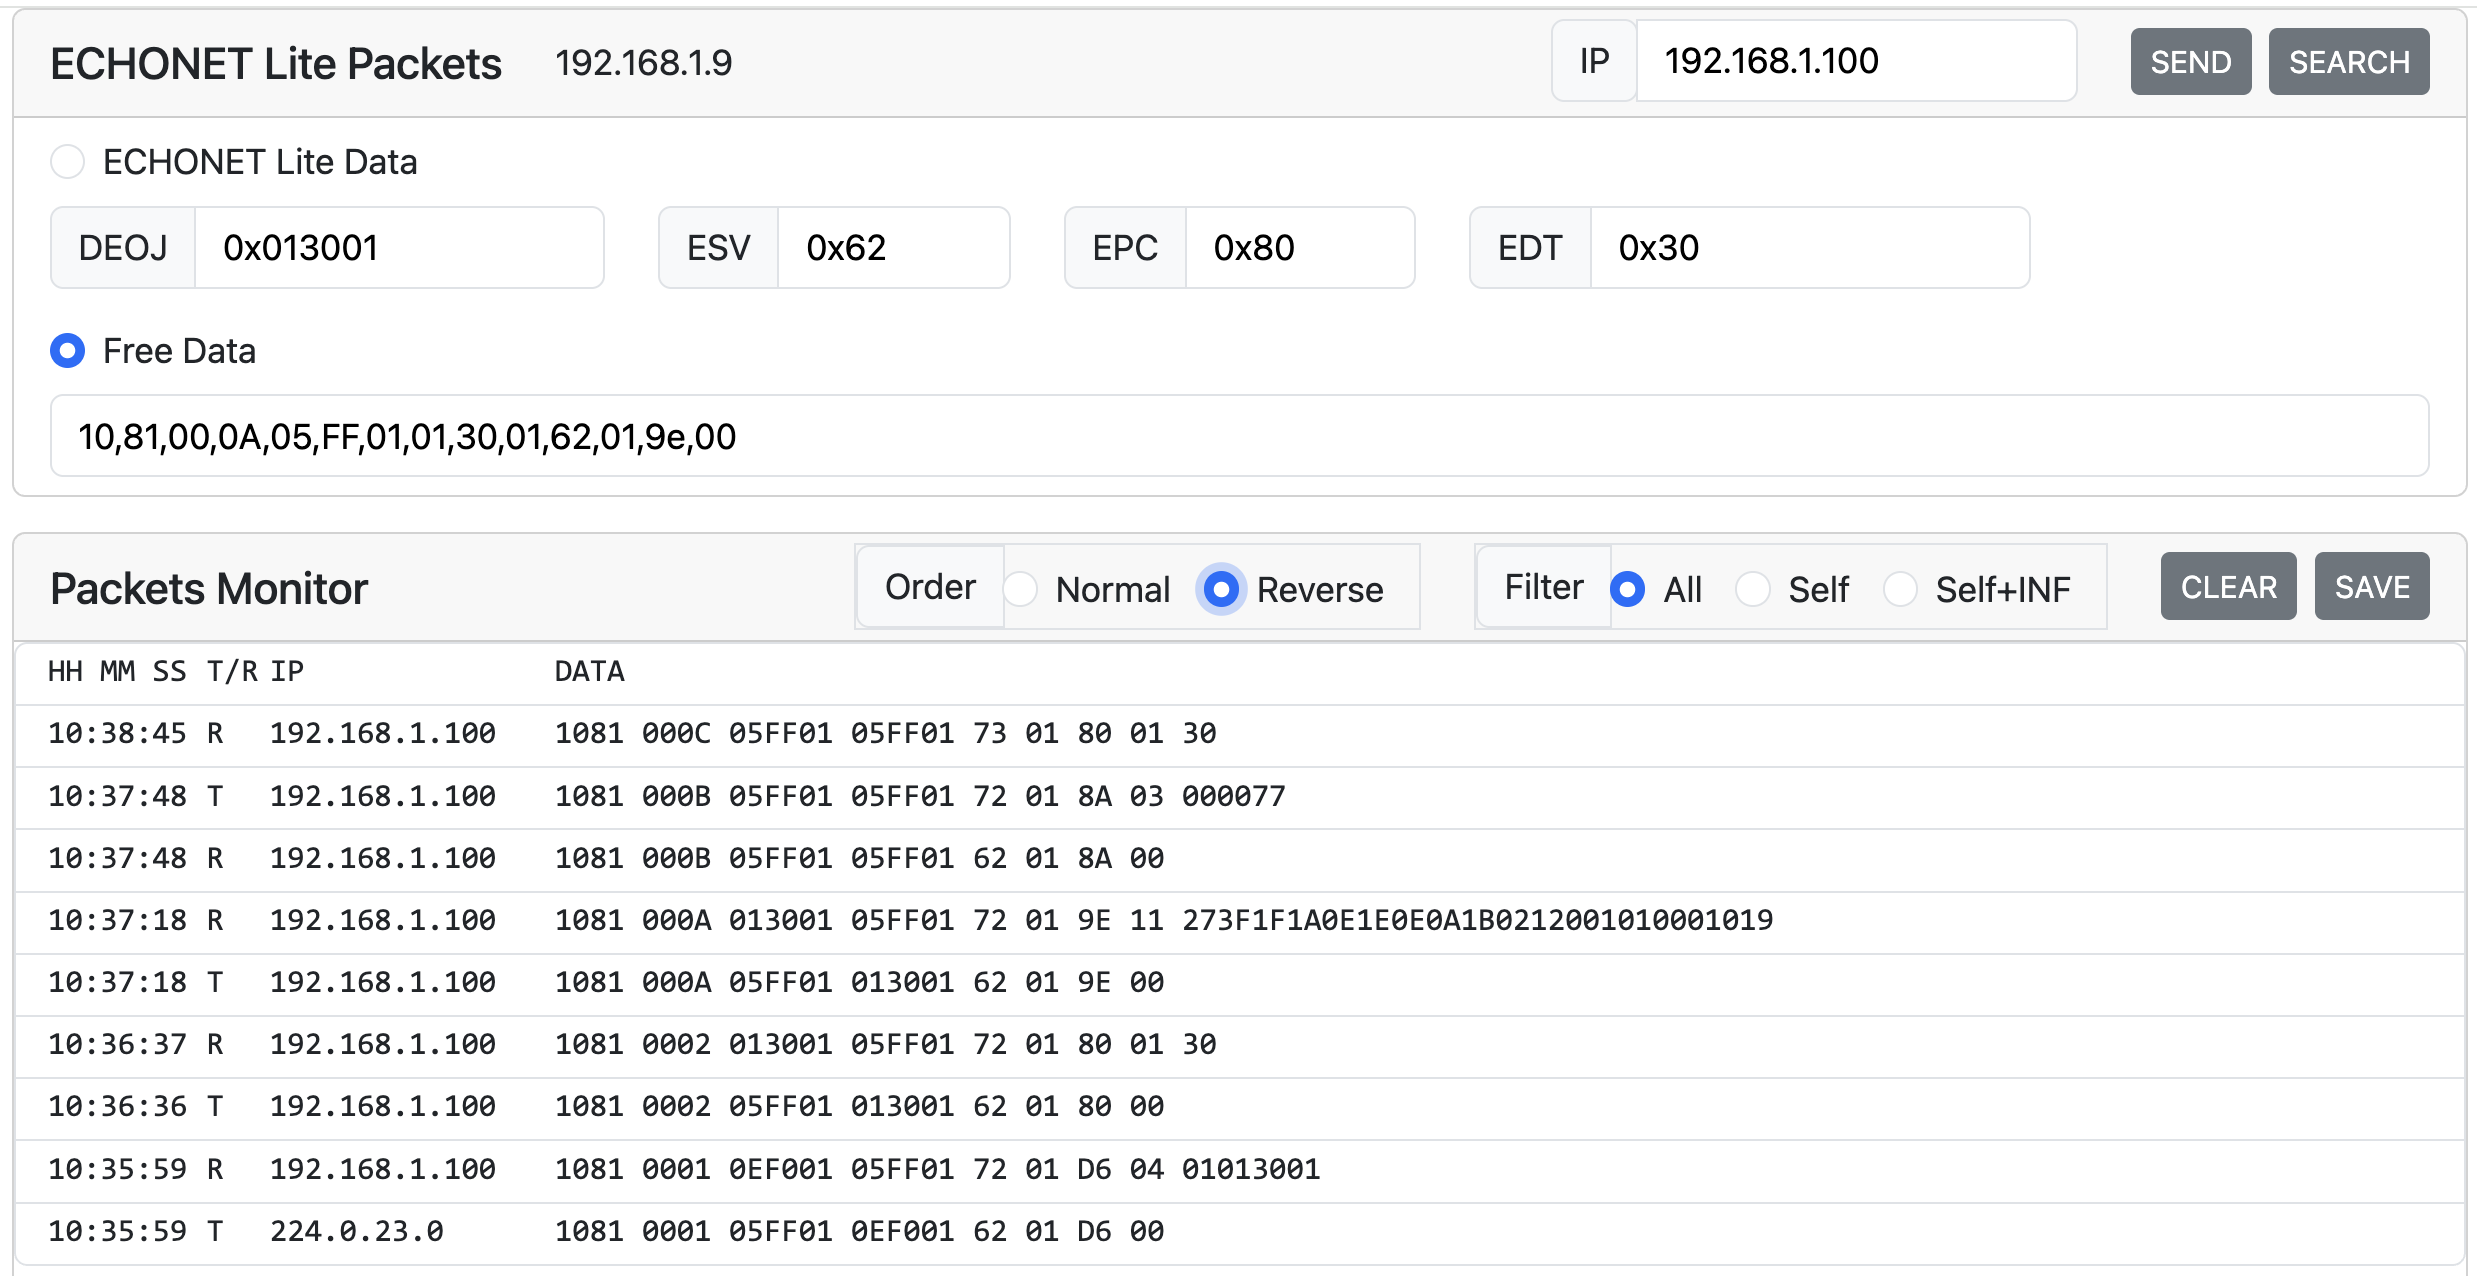 ECHONET Lite Packets 192.168.1.9 IP 192.168.1.100 SEND SEARCH
ECHONET Lite Data
DEOJ 0x013001 ESV 0x62 EPC 0x80 EDT 0x30
Free Data
10,81,00,0A,05,FF,01,01,30,01,62,01,9e,00
Packets Monitor Order Normal Reverse Filter All Self Self+INF CLEAR SAVE
HH MM SS T/R IP DATA
10:38:45 R 192.168.1.100 1081 000C 05FF01 05FF01 73 01 80 01 30
10:37:48 T 192.168.1.100 1081 000B 05FF01 05FF01 72 01 8A 03 000077
10:37:48 R 192.168.1.100 1081 000B 05FF01 05FF01 62 01 8A 00
10:37:18 R 192.168.1.100 1081 000A 013001 05FF01 72 01 9E 11 273F1F1A0E1E0E0A1B0212001010001019
10:37:18 T 192.168.1.100 1081 000A 05FF01 013001 62 01 9E 00
10:36:37 R 192.168.1.100 1081 0002 013001 05FF01 72 01 80 01 30
10:36:36 T 192.168.1.100 1081 0002 05FF01 013001 62 01 80 00
10:35:59 R 192.168.1.100 1081 0001 0EF001 05FF01 72 01 D6 04 01013001
10:35:59 T 224.0.23.0 1081 0001 05FF01 0EF001 62 01 D6 00